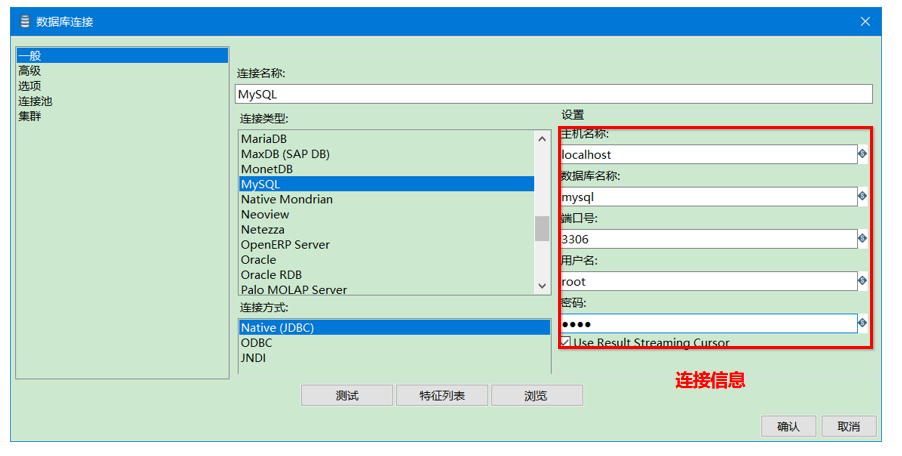 数据库连接
一般
高级
选项
连接池
集群
连接名称:
MySQL
连接类型:
MariaDB
MaxDB (SAP DB)
MonetDB
MySQL
Native Mondrian
Neoview
Netezza
OpenERP Server
Oracle
Oracle RDB
Palo MOLAP Server
连接方式:
Native (JDBC)
ODBC
JNDI
设置
主机名称:
localhost
数据库名称:
mysql
端口号:
3306
用户名:
root
密码:
●●●●
Use Result Streaming Cursor
连接信息
测试
特征列表
浏览
确认
取消